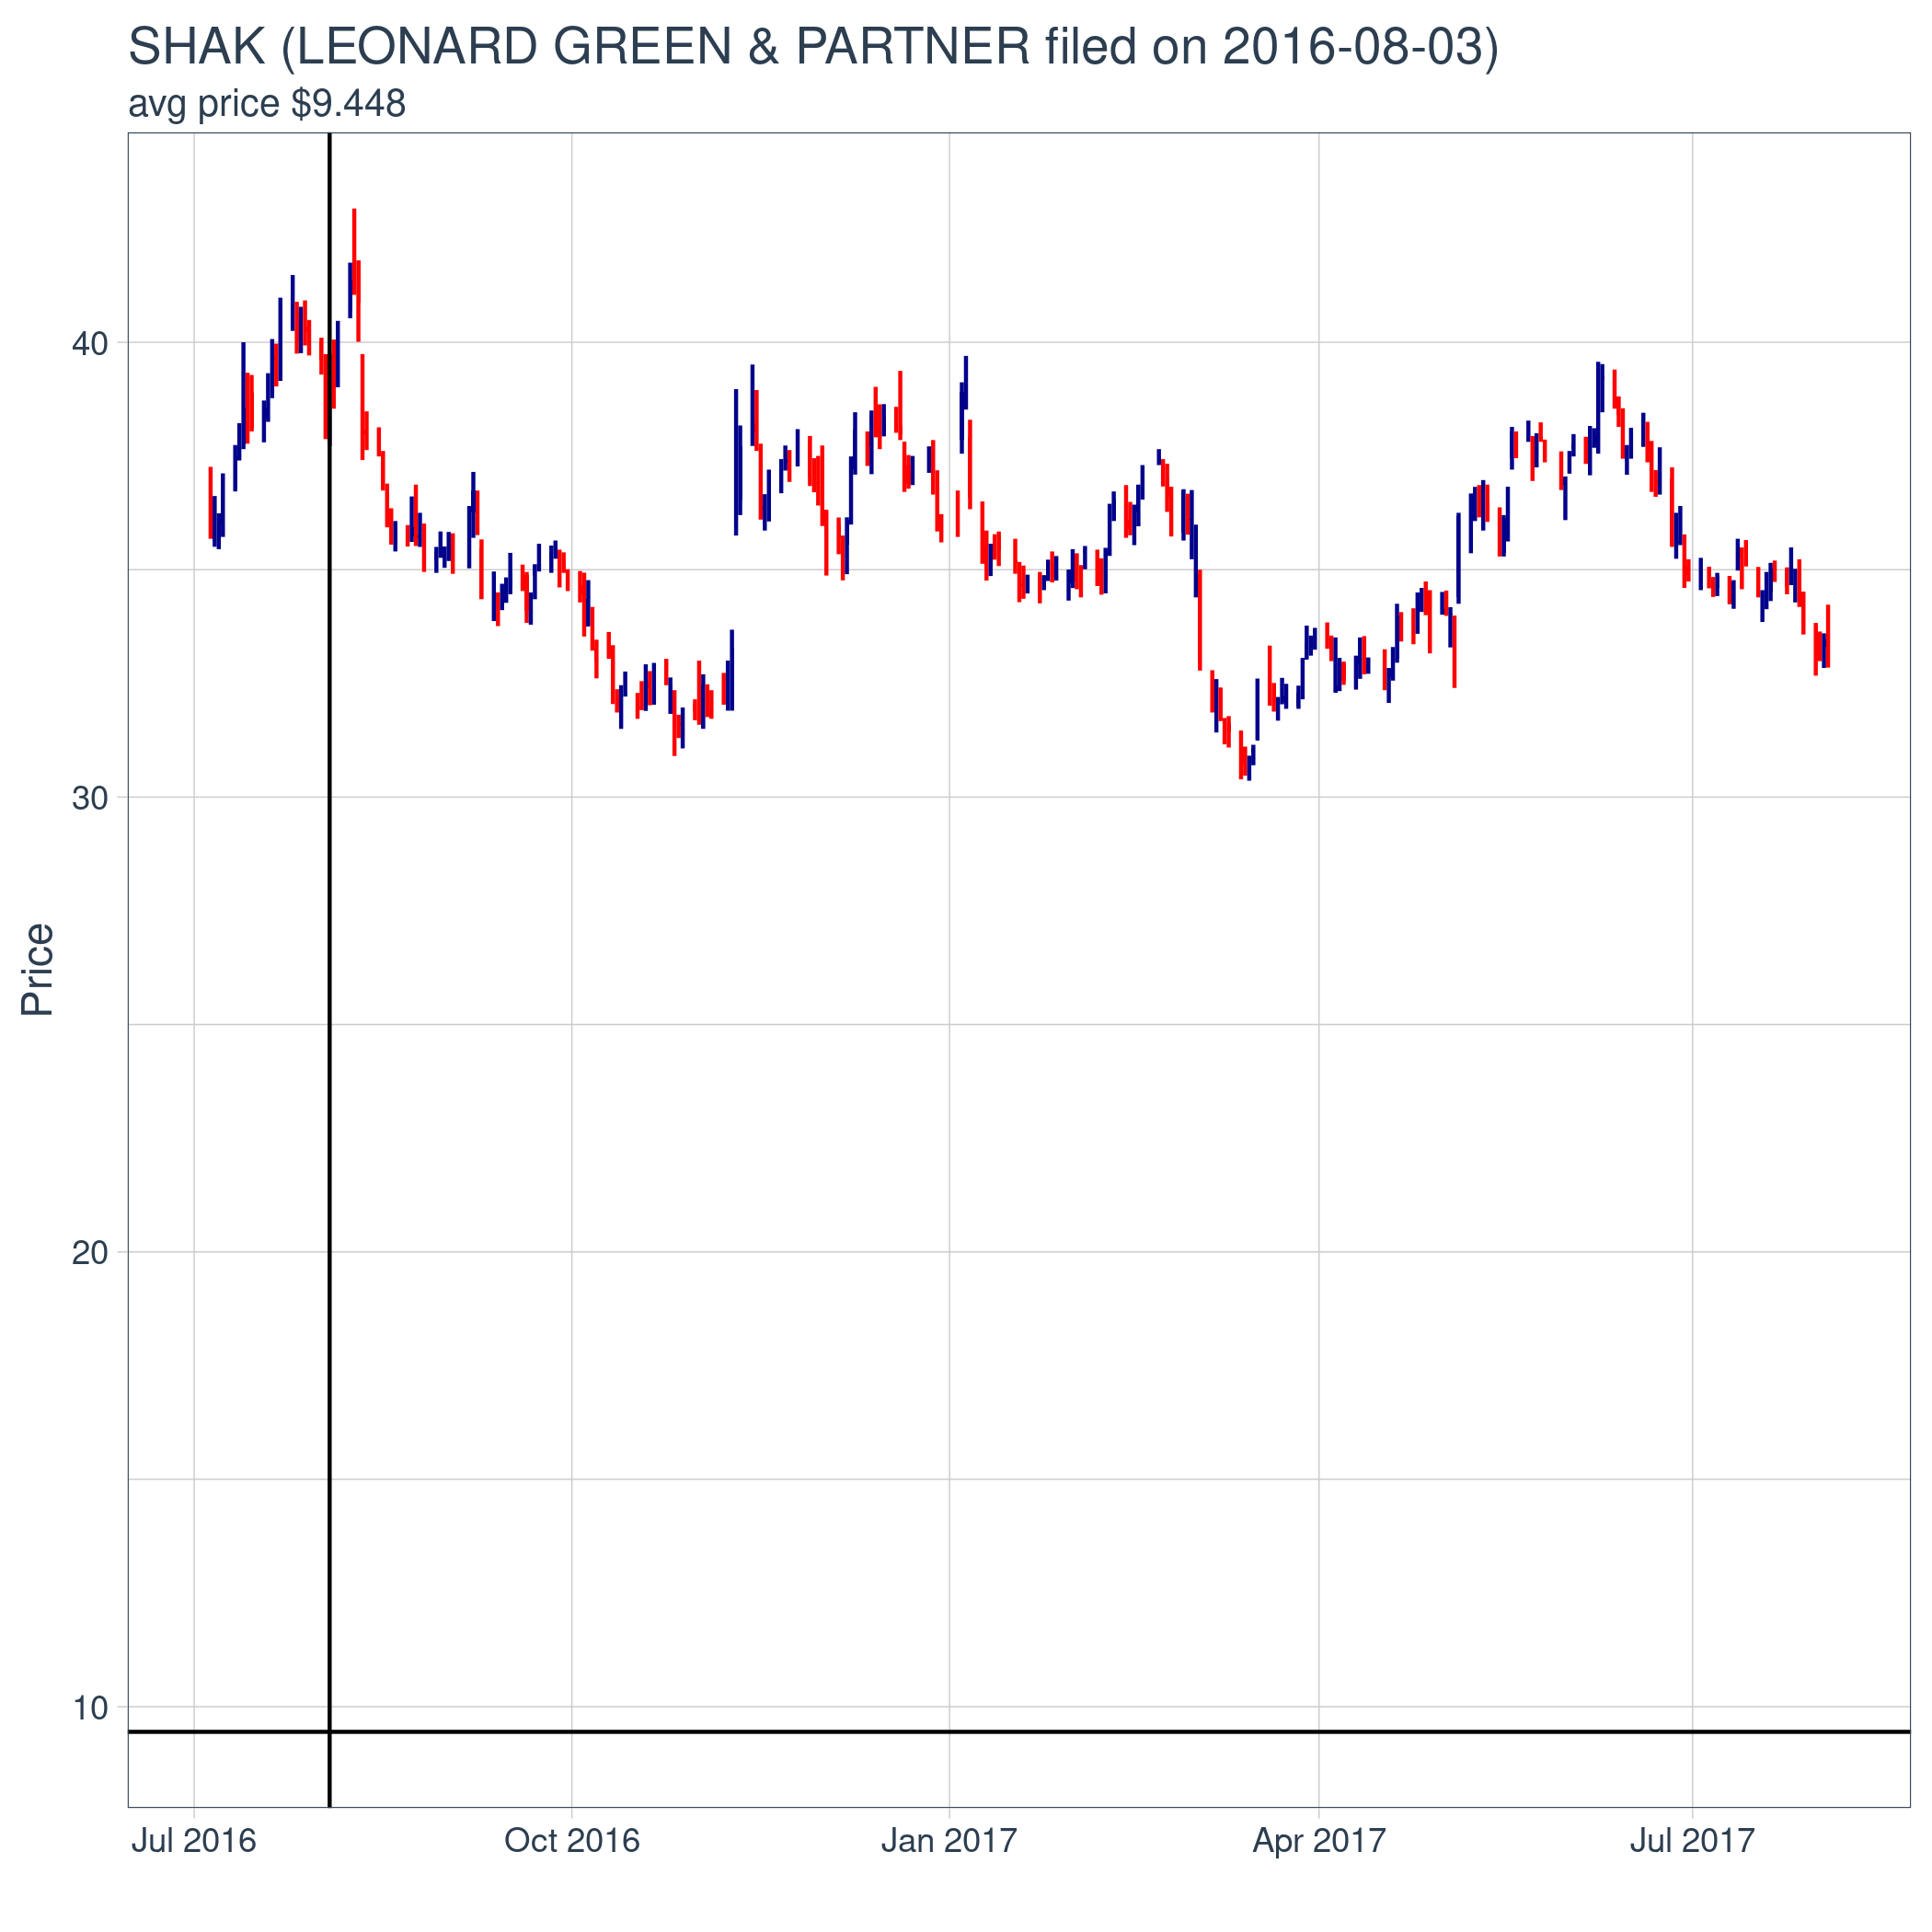 SHAK (LEONARD GREEN & PARTNER filed on 2016-08-03)
avg price $9.448
40
30
20
10
Price
Jul 2016 Oct 2016 Jan 2017 Apr 2017 Jul 2017